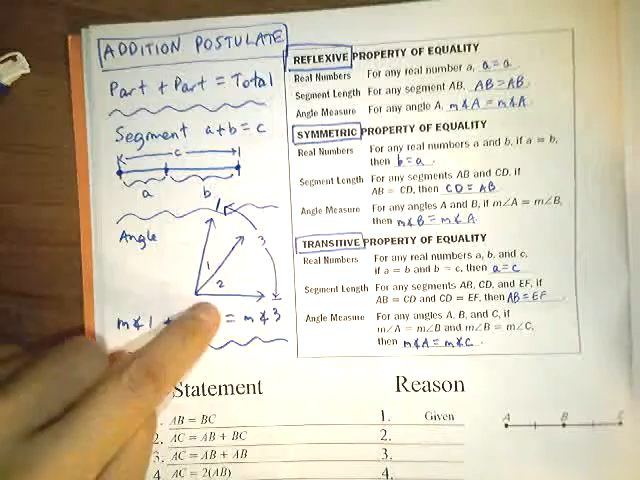 ADDITION POSTULATE
Part + Part = Total
Segment a+b=c
c
a b
Angle
3
1
2
m∡1 + = m∡3
REFLEXIVE PROPERTY OF EQUALITY
Real Numbers For any real number a, a=a.
Segment Length For any segment AB, AB=AB.
Angle Measure For any angle A, m∡A = m∡A.
SYMMETRIC PROPERTY OF EQUALITY
Real Numbers For any real numbers a and b, if a = b,
then b=a.
Segment Length For any segments AB and CD, if
AB = CD, then CD = AB
Angle Measure For any angles A and B, if m∠A = m∠B,
then m∡B = m∡A.
TRANSITIVE PROPERTY OF EQUALITY
Real Numbers For any real numbers a, b, and c,
if a = b and b = c, then a=c
Segment Length For any segments AB, CD, and EF, if
AB = CD and CD = EF, then AB=EF
Angle Measure For any angles A, B, and C, if
m∠A = m∠B and m∠B = m∠C,
then m∡A = m∡C.
Statement Reason
. AB = BC 1. Given
2. AC = AB + BC 2.
3. AC = AB + AB 3.
4 AC = 2(AB) 4.
A B